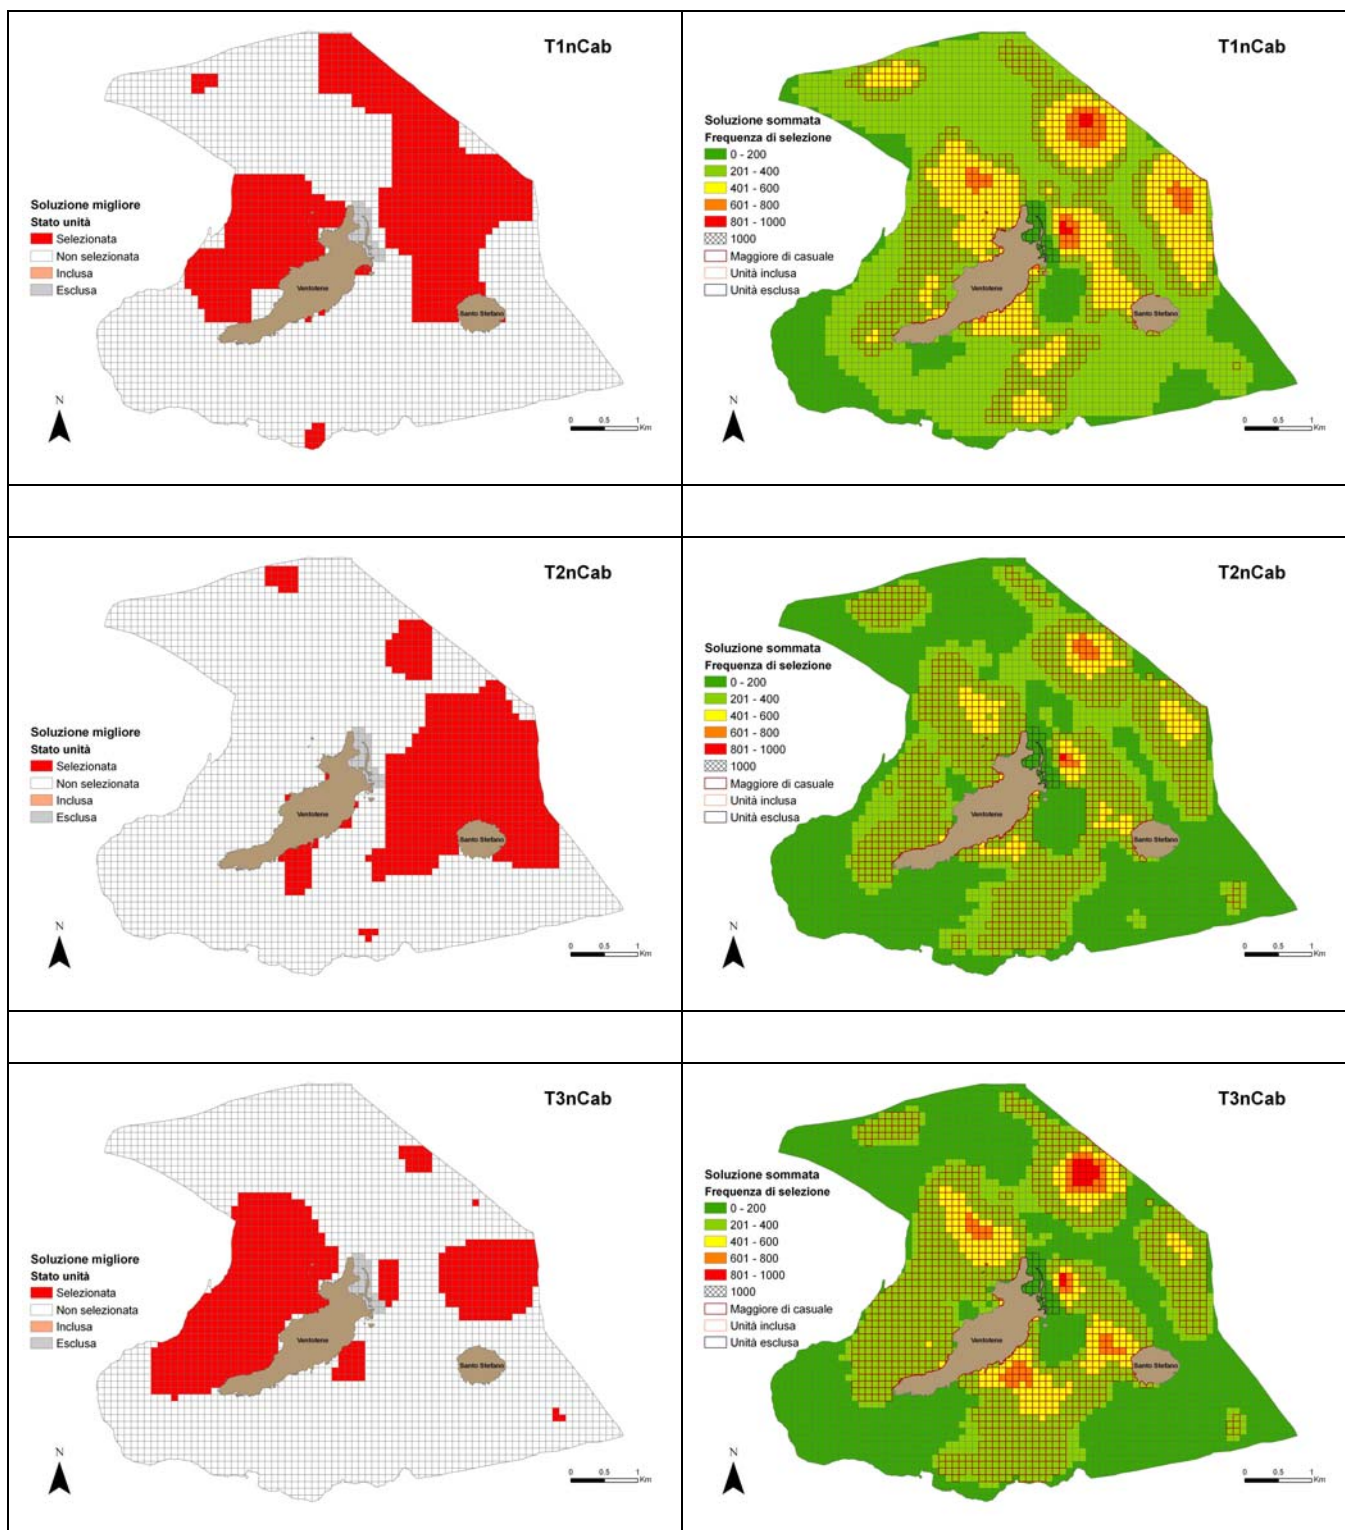 T1nCab
Soluzione migliore
Stato unità
Selezionata
Non selezionata
Inclusa
Esclusa
Ventotene
Santo Stefano
N
0 0.5 1
Km
T1nCab
Soluzione sommata
Frequenza di selezione
0 - 200
201 - 400
401 - 600
601 - 800
801 - 1000
1000
Maggiore di casuale
Unità inclusa
Unità esclusa
Ventotene
Santo Stefano
N
0 0.5 1
Km
T2nCab
Soluzione migliore
Stato unità
Selezionata
Non selezionata
Inclusa
Esclusa
Ventotene
Santo Stefano
N
0 0.5 1
Km
T2nCab
Soluzione sommata
Frequenza di selezione
0 - 200
201 - 400
401 - 600
601 - 800
801 - 1000
1000
Maggiore di casuale
Unità inclusa
Unità esclusa
Ventotene
Santo Stefano
N
0 0.5 1
Km
T3nCab
Soluzione migliore
Stato unità
Selezionata
Non selezionata
Inclusa
Esclusa
Ventotene
Santo Stefano
N
0 0.5 1
Km
T3nCab
Soluzione sommata
Frequenza di selezione
0 - 200
201 - 400
401 - 600
601 - 800
801 - 1000
1000
Maggiore di casuale
Unità inclusa
Unità esclusa
Ventotene
Santo Stefano
N
0 0.5 1
Km